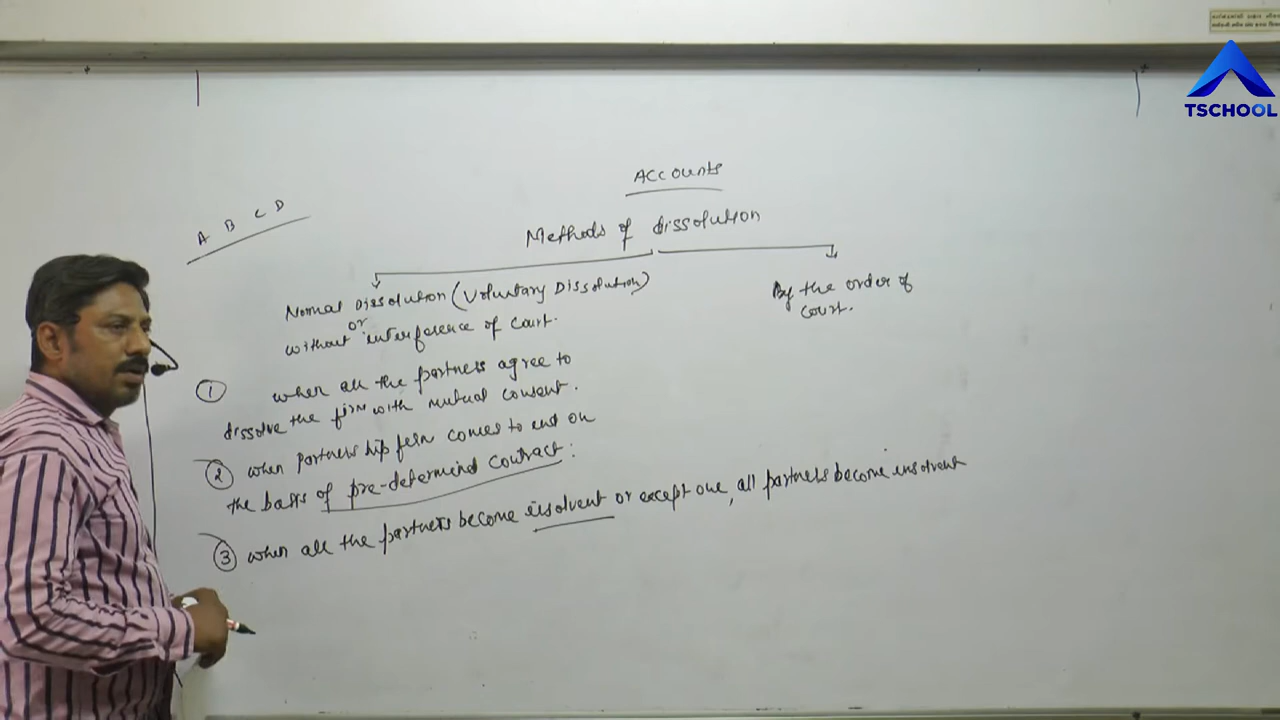 TSCHOOL
Accounts
A B C D
Methods of dissolution
Normal Dissolution (Voluntary Dissolution)
or
without interference of court.
By the order of
court.
① when all the partners agree to
dissolve the firm with mutual consent.
② when partnership firm comes to end on
the basis of pre-determind contract:
③ when all the partners become insolvent or except one, all partners become insolvent